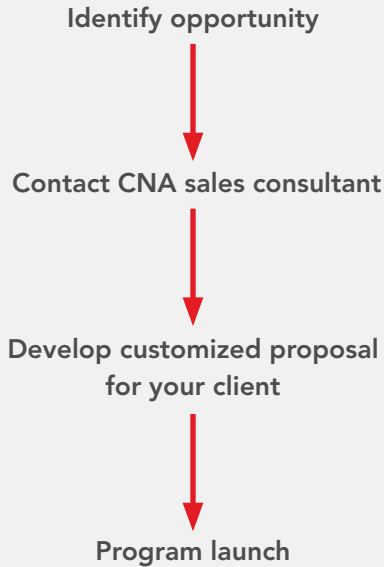 Identify opportunity
Contact CNA sales consultant
Develop customized proposal
for your client
Program launch